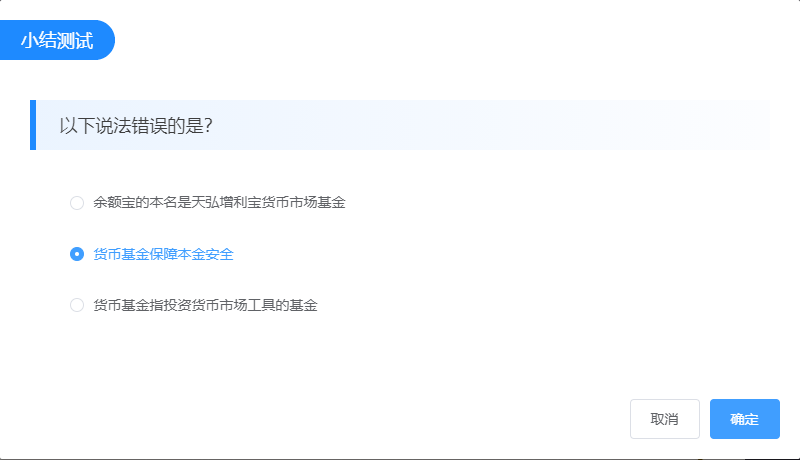 小结测试
以下说法错误的是?
余额宝的本名是天弘增利宝货币市场基金
货币基金保障本金安全
货币基金指投资货币市场工具的基金
取消
确定